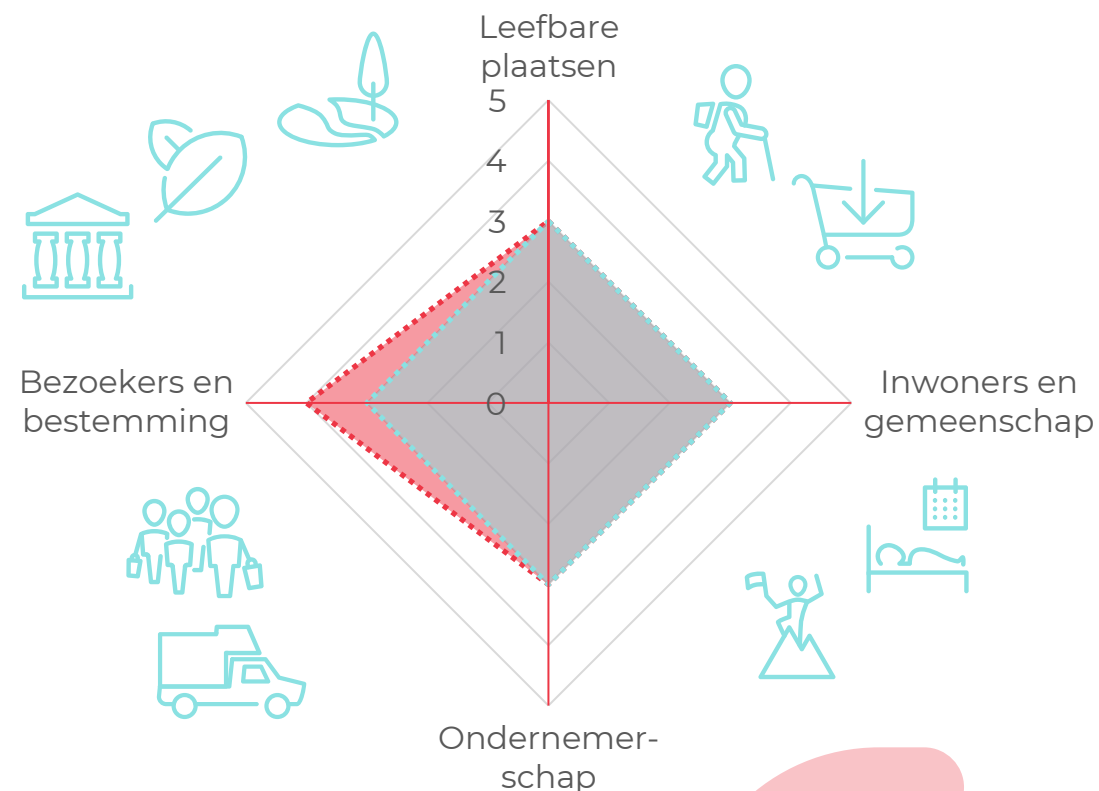 Leefbare
plaatsen
5
4
3
2
1
0
Bezoekers en
bestemming
Inwoners en
gemeenschap
Ondernemer-
schap